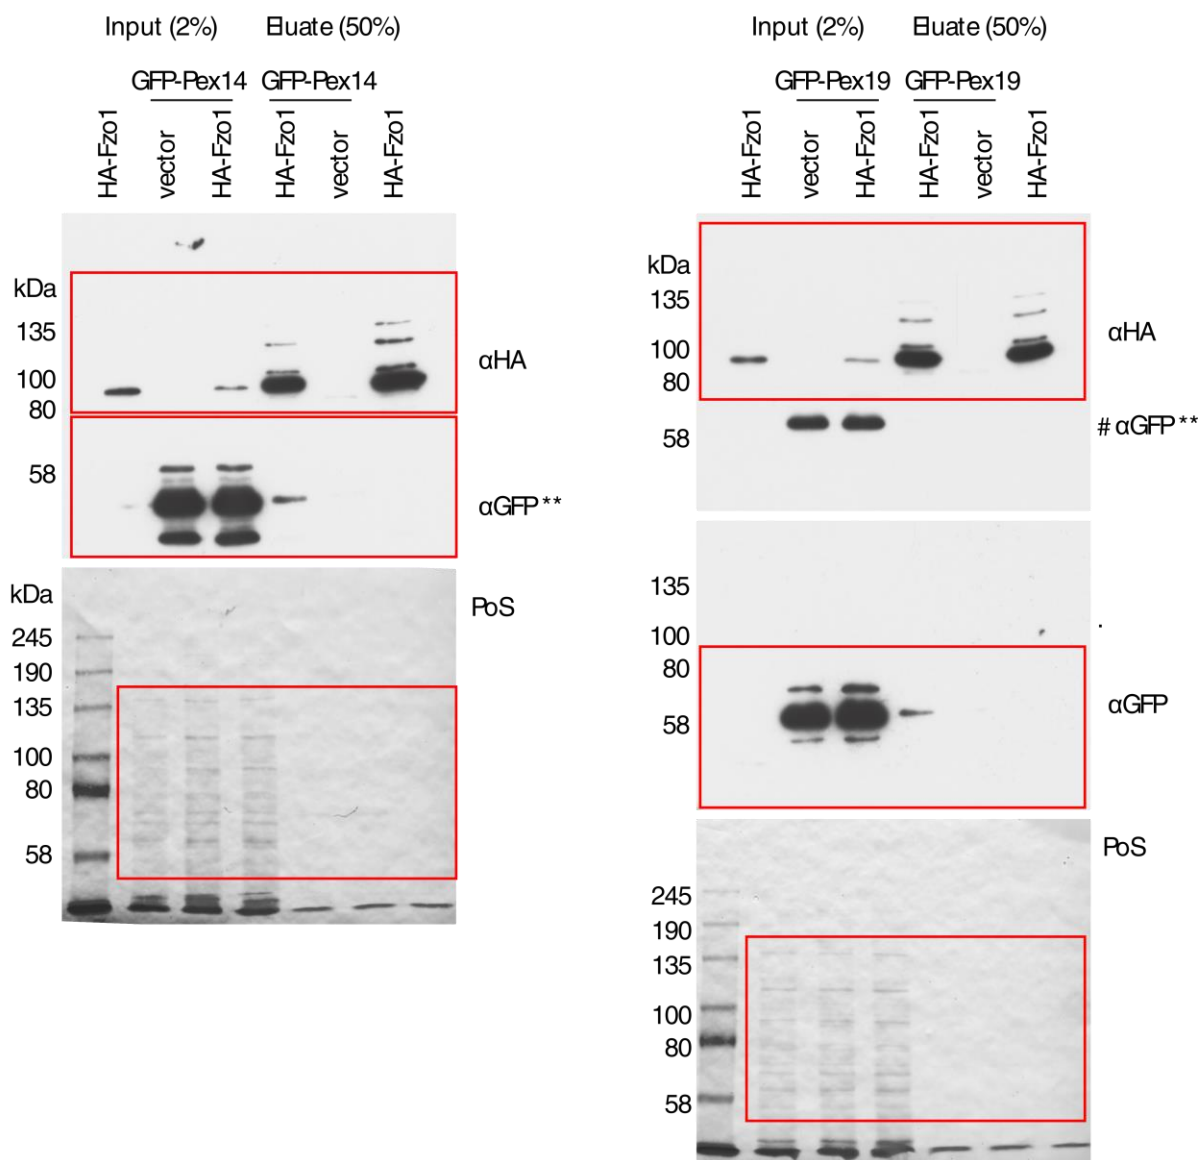 Input (2%) Eluate (50%)
GFP-Pex14 GFP-Pex14
HA-Fzo1 vector HA-Fzo1 HA-Fzo1 vector HA-Fzo1
kDa
135
100
80
58
αHA
αGFP**
kDa
245
190
135
100
80
58
PoS
Input (2%) Eluate (50%)
GFP-Pex19 GFP-Pex19
HA-Fzo1 vector HA-Fzo1 HA-Fzo1 vector HA-Fzo1
kDa
135
100
80
58
αHA
# αGFP**
135
100
80
58
.
αGFP
245
190
135
100
80
58
PoS